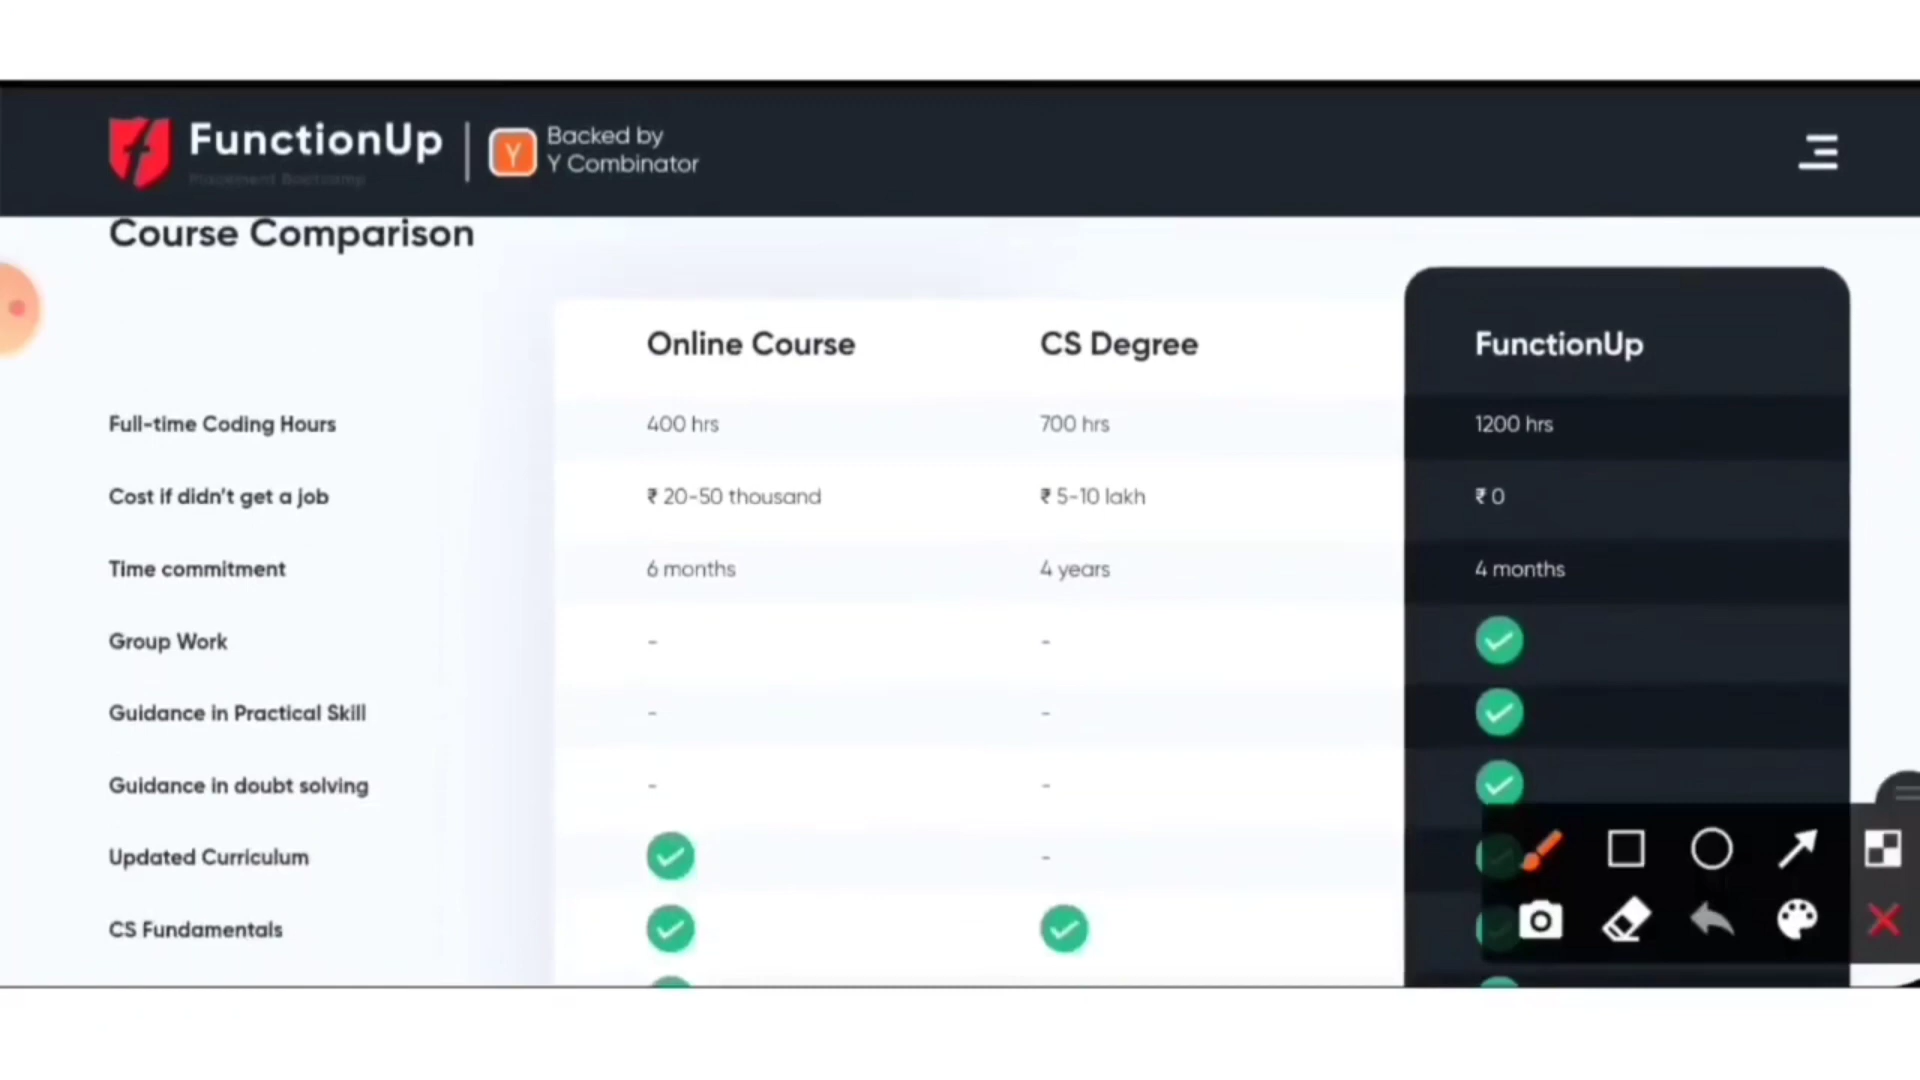 FunctionUp
Placement Bootcamp
Y
Backed by
Y Combinator
Course Comparison
Online Course CS Degree FunctionUp
Full-time Coding Hours 400 hrs 700 hrs 1200 hrs
Cost if didn't get a job ₹ 20-50 thousand ₹ 5-10 lakh ₹ 0
Time commitment 6 months 4 years 4 months
Group Work - -
Guidance in Practical Skill - -
Guidance in doubt solving - -
Updated Curriculum -
CS Fundamentals